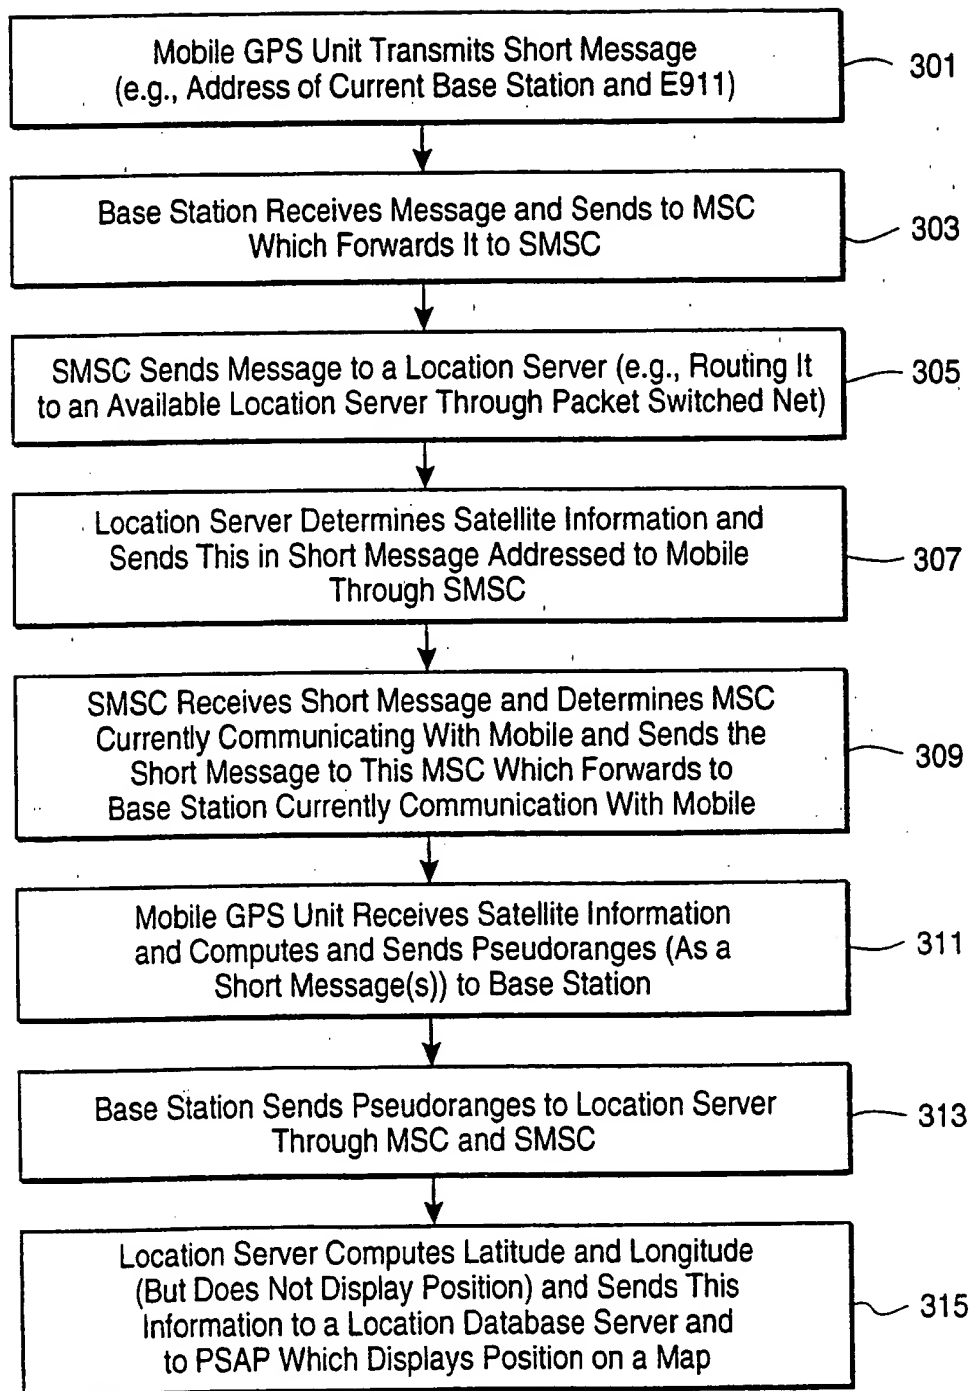 Mobile GPS Unit Transmits Short Message
(e.g., Address of Current Base Station and E911)
301
Base Station Receives Message and Sends to MSC
Which Forwards It to SMSC
303
SMSC Sends Message to a Location Server (e.g., Routing It
to an Available Location Server Through Packet Switched Net)
305
Location Server Determines Satellite Information and
Sends This in Short Message Addressed to Mobile
Through SMSC
307
SMSC Receives Short Message and Determines MSC
Currently Communicating With Mobile and Sends the
Short Message to This MSC Which Forwards to
Base Station Currently Communication With Mobile
309
Mobile GPS Unit Receives Satellite Information
and Computes and Sends Pseudoranges (As a
Short Message(s)) to Base Station
311
Base Station Sends Pseudoranges to Location Server
Through MSC and SMSC
313
Location Server Computes Latitude and Longitude
(But Does Not Display Position) and Sends This
Information to a Location Database Server and
to PSAP Which Displays Position on a Map
315